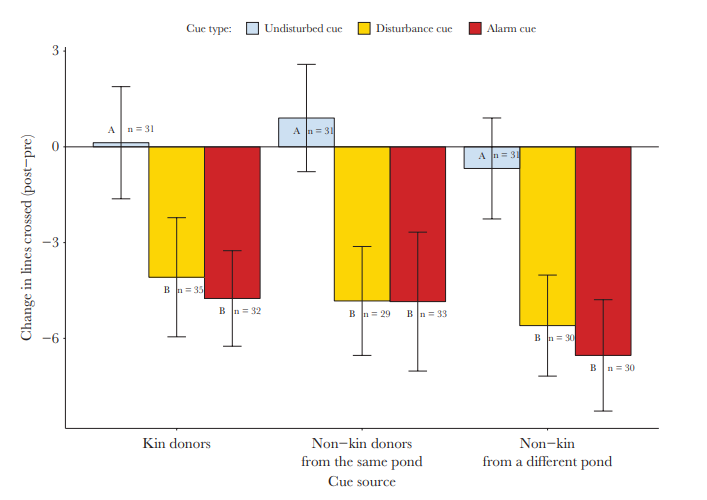 Cue type: Undisturbed cue Disturbance cue Alarm cue
Change in lines crossed (post−pre)
3
0
−3
−6
A n = 31
B n = 35
B n = 32
A n = 31
B n = 29
B n = 33
A n = 31
B n = 30
B n = 30
Kin donors
Non−kin donors
from the same pond
Non−kin
from a different pond
Cue source